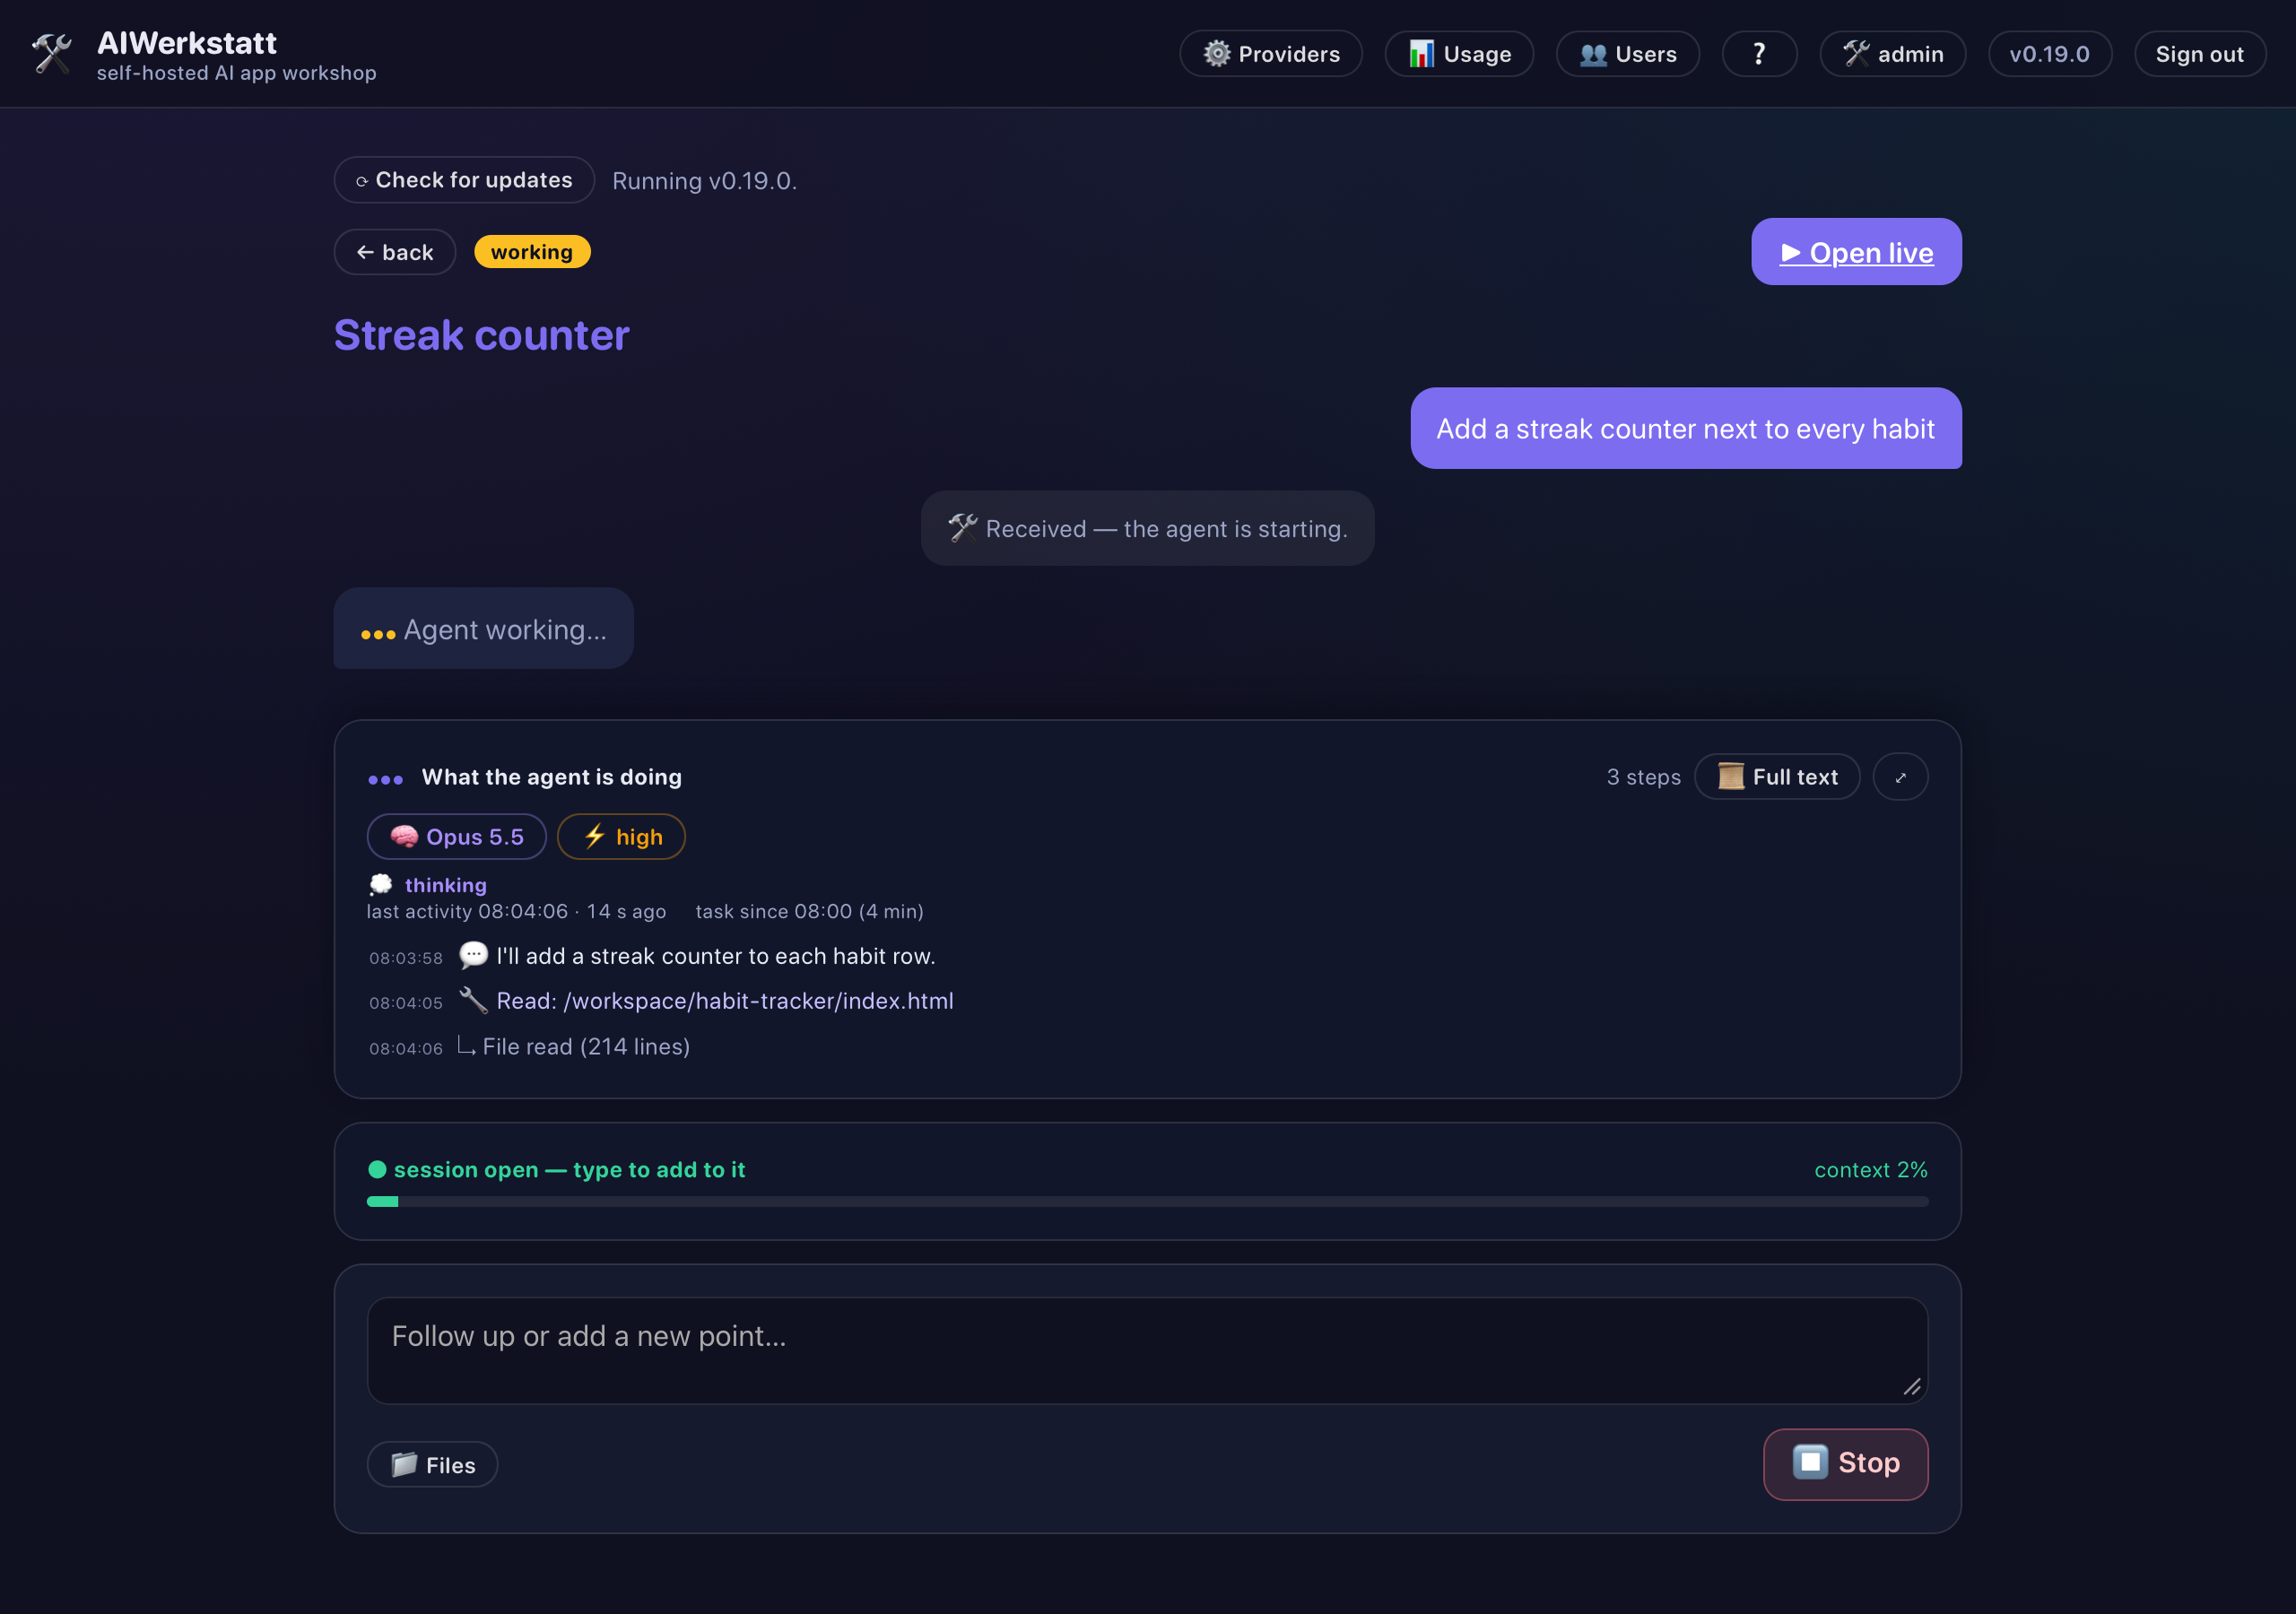 AIWerkstatt
self-hosted AI app workshop
Providers
Usage
Users
?
admin
v0.19.0
Sign out
Check for updates
Running v0.19.0.
← back
working
▶ Open live
Streak counter
Add a streak counter next to every habit
Received — the agent is starting.
Agent working…
What the agent is doing
3 steps
Full text
Opus 5.5
high
thinking
last activity 08:04:06 · 14 s ago task since 08:00 (4 min)
08:03:58 I'll add a streak counter to each habit row.
08:04:05 Read: /workspace/habit-tracker/index.html
08:04:06 File read (214 lines)
session open — type to add to it
context 2%
Follow up or add a new point…
Files
Stop